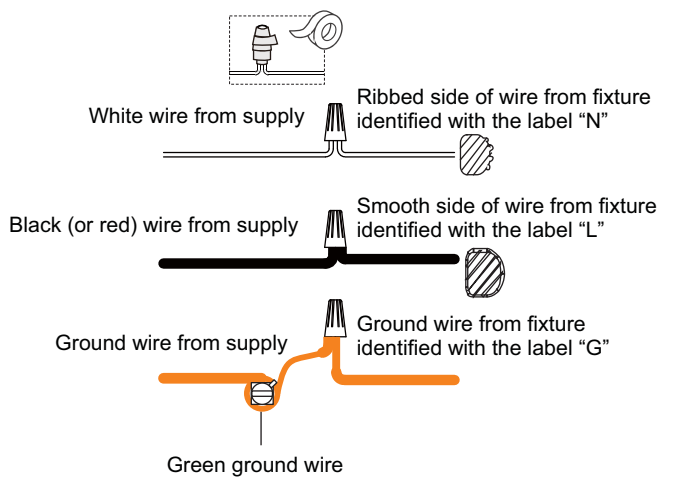 White wire from supply
Ribbed side of wire from fixture
identified with the label “N”
Black (or red) wire from supply
Smooth side of wire from fixture
identified with the label “L”
Ground wire from supply
Ground wire from fixture
identified with the label “G”
Green ground wire